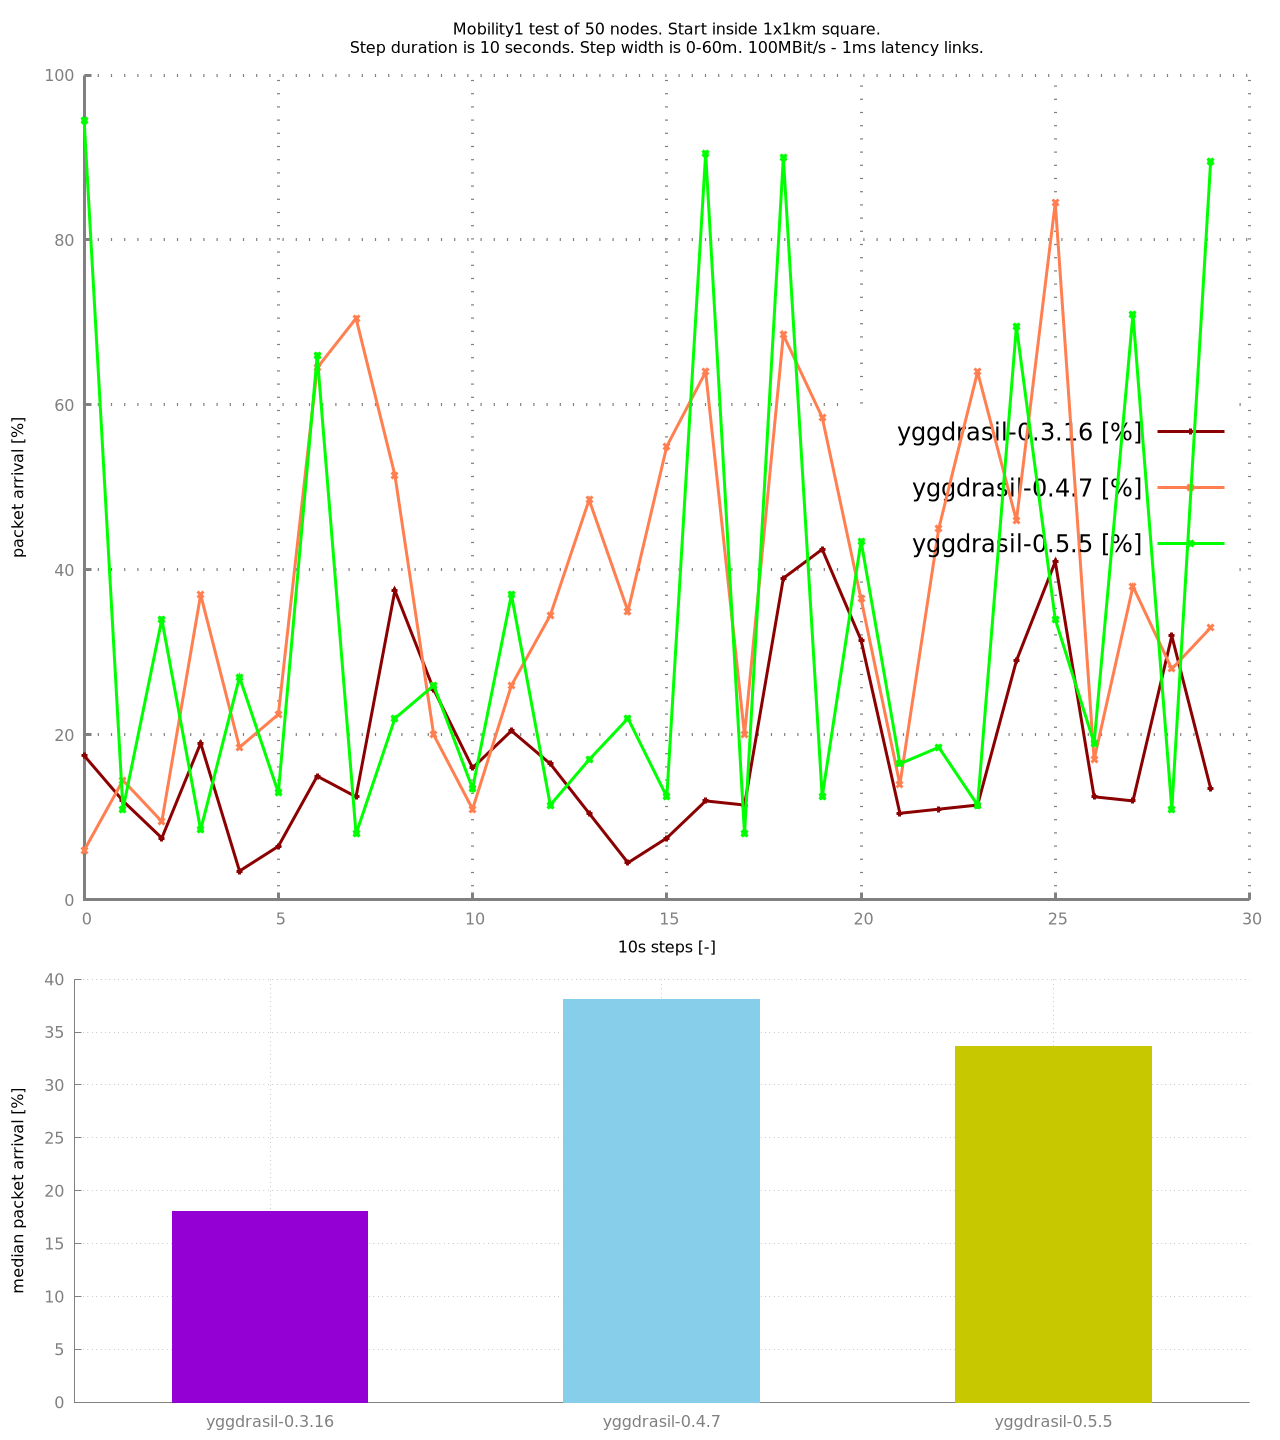 Mobility1 test of 50 nodes. Start inside 1x1km square.
Step duration is 10 seconds. Step width is 0-60m. 100MBit/s - 1ms latency links.
100
80
60
40
20
0
packet arrival [%]
yggdrasil-0.3.16 [%]
yggdrasil-0.4.7 [%]
yggdrasil-0.5.5 [%]
0 5 10 15 20 25 30
10s steps [-]
40
35
30
25
20
15
10
5
0
median packet arrival [%]
yggdrasil-0.3.16 yggdrasil-0.4.7 yggdrasil-0.5.5